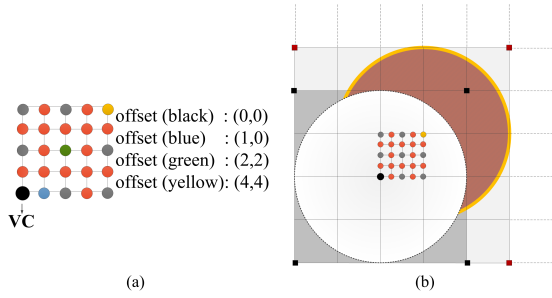 offset (black) : (0,0)
offset (blue) : (1,0)
offset (green) : (2,2)
offset (yellow): (4,4)
VC
(a)
(b)